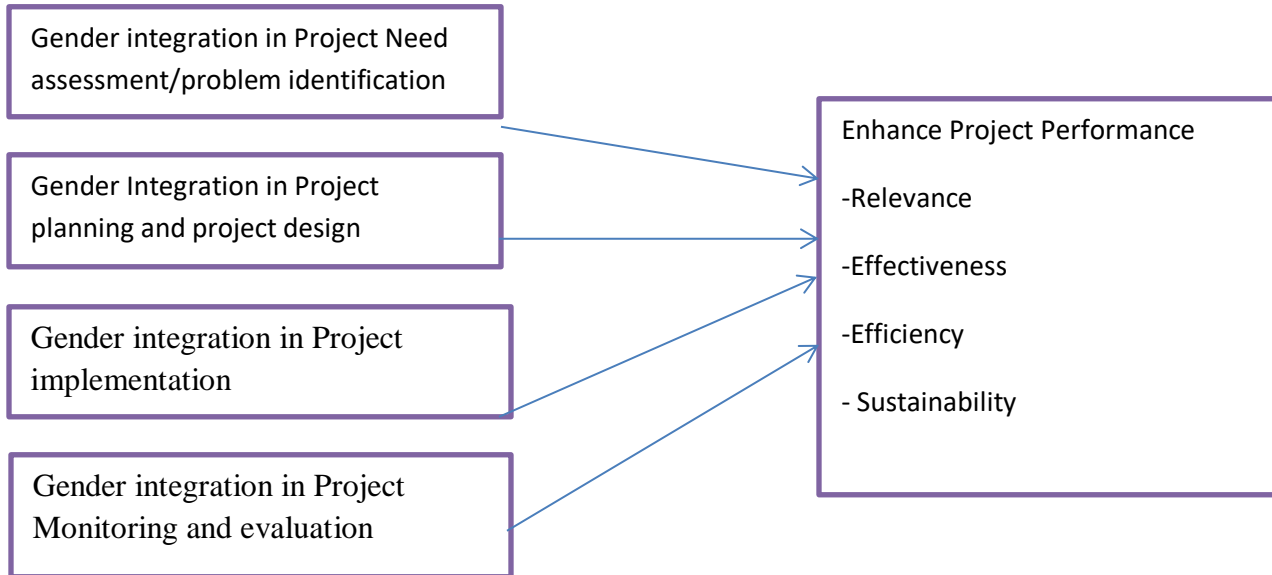 Gender integration in Project Need
assessment/problem identification
Gender Integration in Project
planning and project design
Gender integration in Project
implementation
Gender integration in Project
Monitoring and evaluation
Enhance Project Performance
-Relevance
-Effectiveness
-Efficiency
- Sustainability